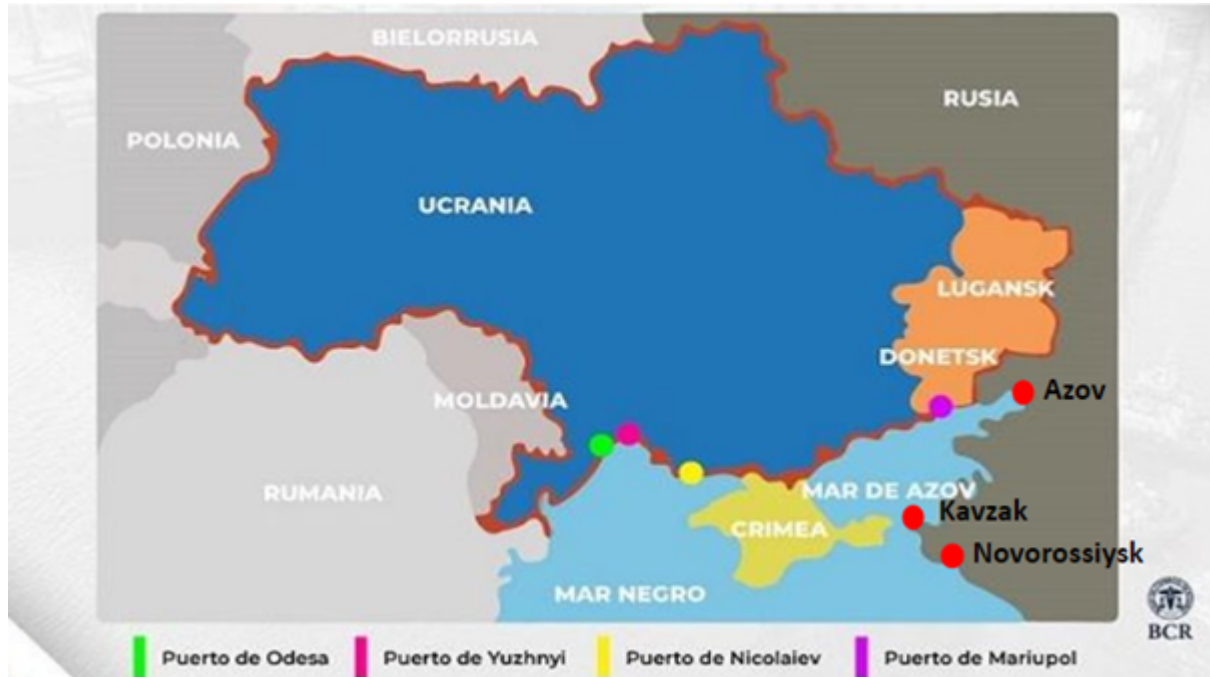 BIELORRUSIA
RUSIA
POLONIA
UCRANIA
LUGANSK
DONETSK
Azov
MOLDAVIA
RUMANIA
MAR DE AZOV
Kavzak
CRIMEA
Novorossiysk
MAR NEGRO
BCR
Puerto de Odesa
Puerto de Yuzhnyi
Puerto de Nicolaiev
Puerto de Mariupol